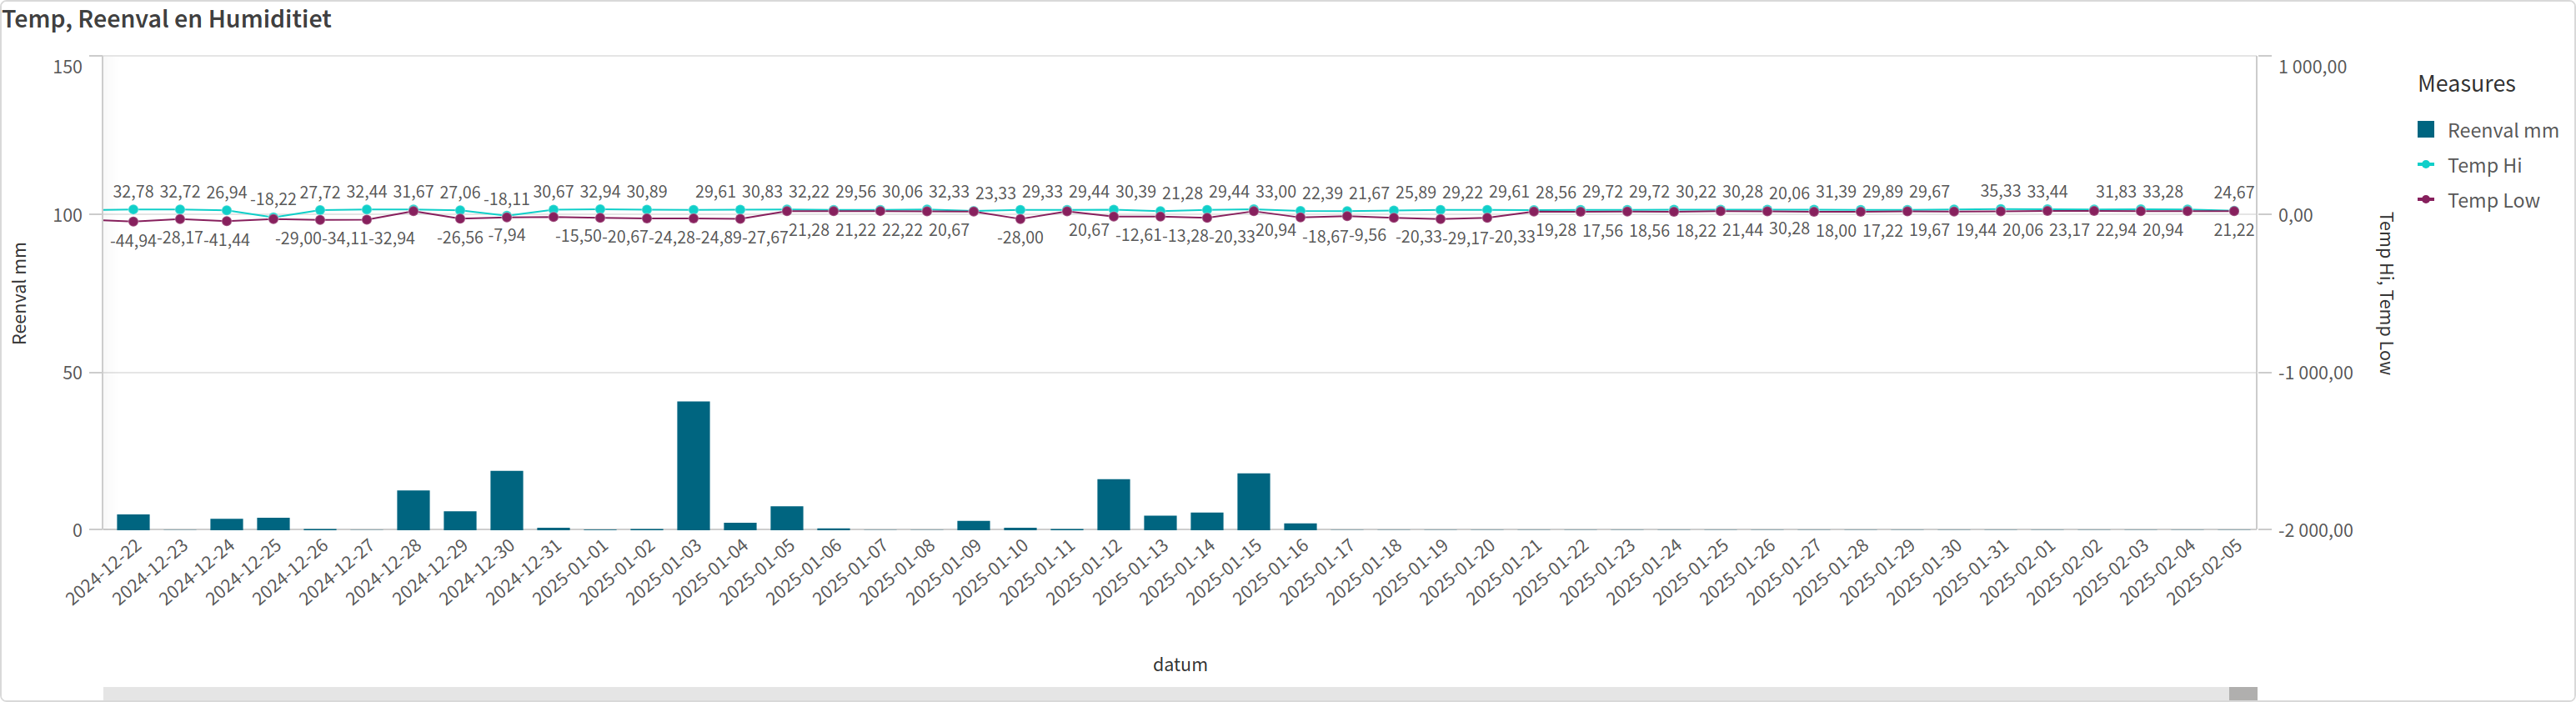 Temp, Reenval en Humiditiet
150
100
50
0
Reenval mm
1 000,00
0,00
-1 000,00
-2 000,00
Temp Hi, Temp Low
Measures
Reenval mm
Temp Hi
Temp Low
32,78 32,72 26,94 -18,22 27,72 32,44 31,67 27,06 -18,11 30,67 32,94 30,89 29,61 30,83 32,22 29,56 30,06 32,33 23,33 29,33 29,44 30,39 21,28 29,44 33,00 22,39 21,67 25,89 29,22 29,61 28,56 29,72 29,72 30,22 30,28 20,06 31,39 29,89 29,67 35,33 33,44 31,83 33,28 24,67
-44,94 -28,17 -41,44 -29,00 -34,11 -32,94 -26,56 -7,94 -15,50 -20,67 -24,28 -24,89 -27,67 21,28 21,22 22,22 20,67 -28,00 20,67 -12,61 -13,28 -20,33 20,94 -18,67 -9,56 -20,33 -29,17 -20,33 19,28 17,56 18,56 18,22 21,44 30,28 18,00 17,22 19,67 19,44 20,06 23,17 22,94 20,94 21,22
2024-12-22 2024-12-23 2024-12-24 2024-12-25 2024-12-26 2024-12-27 2024-12-28 2024-12-29 2024-12-30 2024-12-31 2025-01-01 2025-01-02 2025-01-03 2025-01-04 2025-01-05 2025-01-06 2025-01-07 2025-01-08 2025-01-09 2025-01-10 2025-01-11 2025-01-12 2025-01-13 2025-01-14 2025-01-15 2025-01-16 2025-01-17 2025-01-18 2025-01-19 2025-01-20 2025-01-21 2025-01-22 2025-01-23 2025-01-24 2025-01-25 2025-01-26 2025-01-27 2025-01-28 2025-01-29 2025-01-30 2025-01-31 2025-02-01 2025-02-02 2025-02-03 2025-02-04 2025-02-05
datum